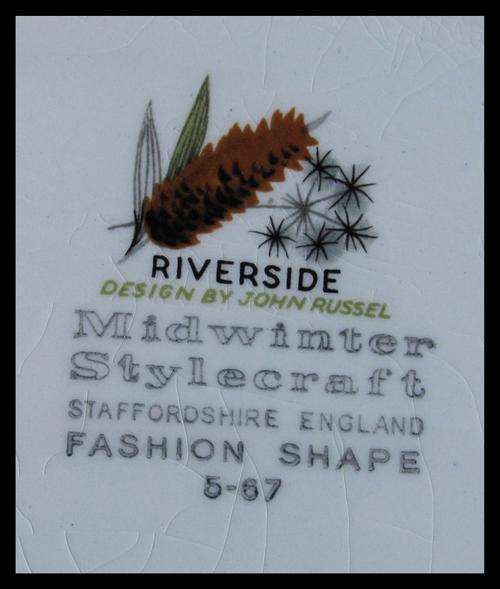 RIVERSIDE
DESIGN BY JOHN RUSSEL
Midwinter
Stylecraft
STAFFORDSHIRE ENGLAND
FASHION SHAPE
5-67